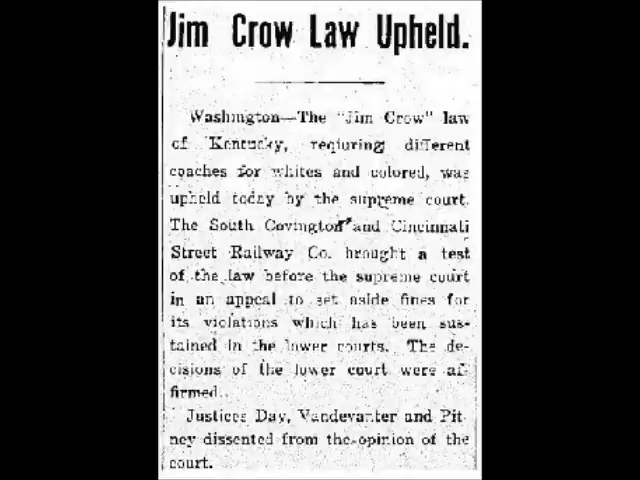 Jim Crow Law Upheld.
Washington—The "Jim Crow" law
of Kentucky, requiring different
coaches for whites and colored, was
upheld today by the supreme court.
The South Covington and Cincinnati
Street Railway Co. brought a test
of the law before the supreme court
in an appeal to set aside fines for
its violations which has been sus-
tained in the lower courts. The de-
cisions of the lower court were af-
firmed.
Justices Day, Vandevanter and Pit-
ney dissented from the opinion of the
court.